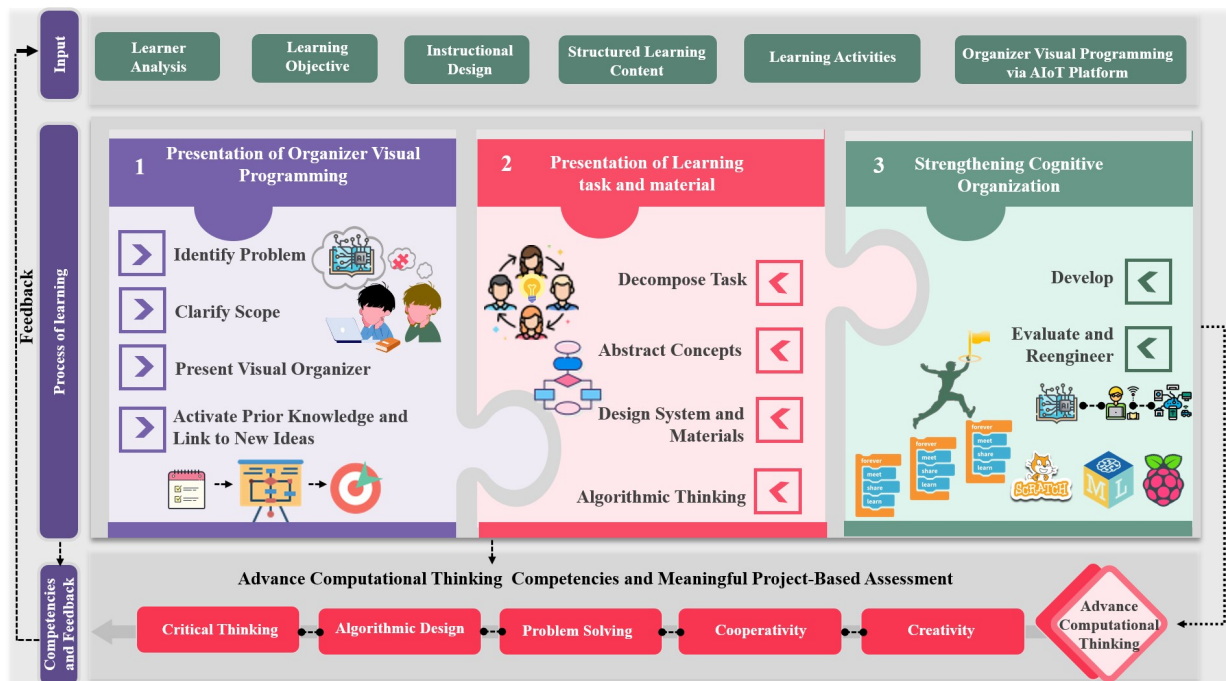 Input
Learner
Analysis
Learning
Objective
Instructional
Design
Structured Learning
Content
Learning Activities
Organizer Visual Programming
via AIoT Platform
Feedback
Process of learning
1
Presentation of Organizer Visual
Programming
Identify Problem
Clarify Scope
Present Visual Organizer
Activate Prior Knowledge and
Link to New Ideas
2
Presentation of Learning
task and material
Decompose Task
Abstract Concepts
Design System and
Materials
Algorithmic Thinking
3
Strengthening Cognitive
Organization
Develop
Evaluate and
Reengineer
forever
meet
share
learn
forever
meet
share
learn
forever
meet
share
learn
SCRATCH
ML
Competencies
and Feedback
Advance Computational Thinking Competencies and Meaningful Project-Based Assessment
Critical Thinking
Algorithmic Design
Problem Solving
Cooperativity
Creativity
Advance
Computational
Thinking